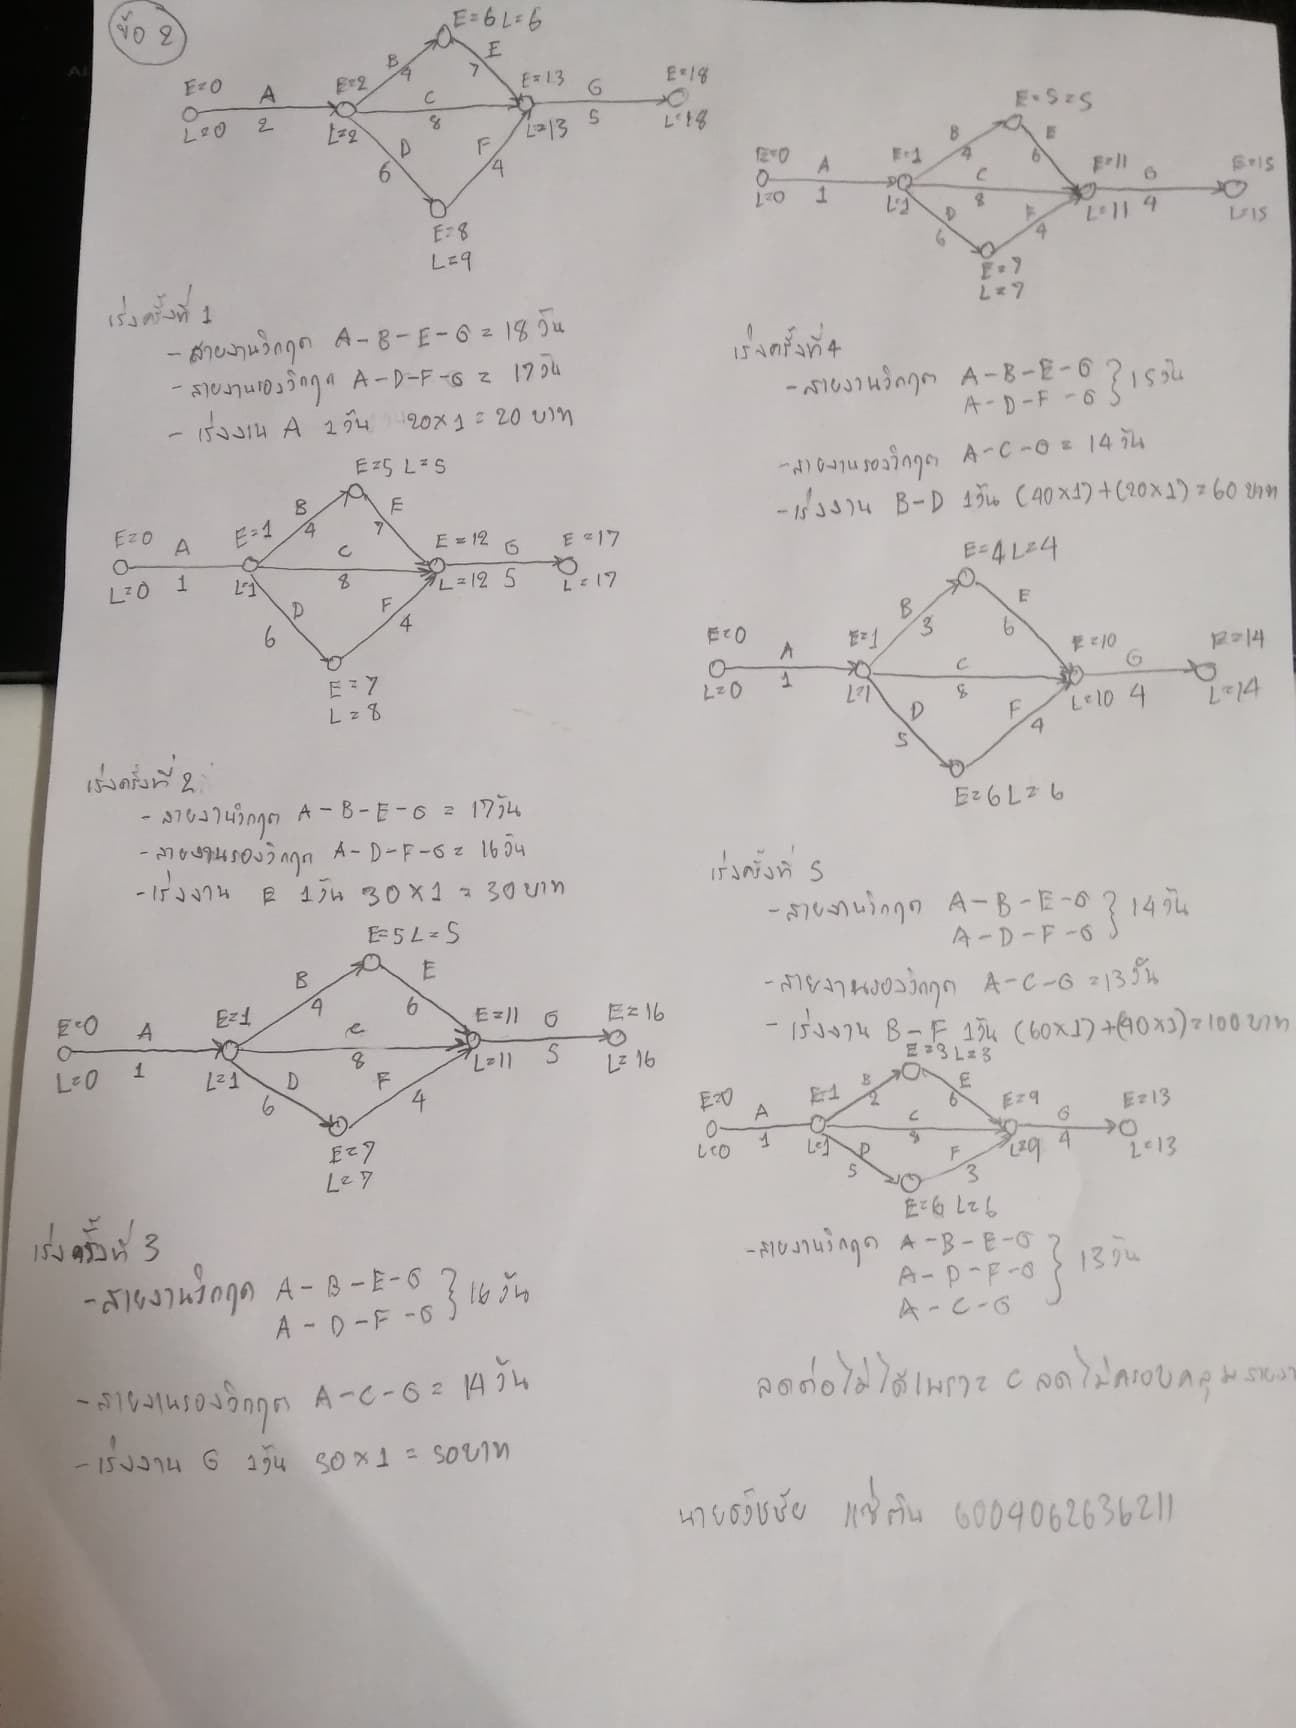 ข้อ 2
E=6 L=6
B 4
E 7
E=0 L=0
A 2
E=2 L=2
C 8
E=13 L=13
G 5
E=18 L=18
D 6
F 4
E=8
L=9
เร่งครั้งที่ 1
- สายงานวิกฤต A-B-E-G = 18 วัน
- สายงานรองวิกฤต A-D-F-G = 17 วัน
- เร่งงาน A 1 วัน 20x1 = 20 บาท
E=5 L=5
B 4
E 7
E=0 L=0
A 1
E=1 L=1
C 8
E=12 L=12
G 5
E=17 L=17
D 6
F 4
E=7
L=8
เร่งครั้งที่ 2
- สายงานวิกฤต A-B-E-G = 17 วัน
- สายงานรองวิกฤต A-D-F-G = 16 วัน
- เร่งงาน E 1 วัน 30x1 = 30 บาท
E=5 L=5
B 4
E 6
E=0 L=0
A 1
E=1 L=1
C 8
E=11 L=11
G 5
E=16 L=16
D 6
F 4
E=7
L=7
เร่งครั้งที่ 3
- สายงานวิกฤต A-B-E-G } 16 วัน
A-D-F-G
- สายงานรองวิกฤต A-C-G = 14 วัน
- เร่งงาน G 1 วัน 50x1 = 50 บาท
E=5=5
B 4
E 6
E=0 L=0
A 1
E=1 L=1
C 8
E=11 L=11
G 4
E=15 L=15
D 6
F 4
E=7
L=7
เร่งครั้งที่ 4
- สายงานวิกฤต A-B-E-G } 15 วัน
A-D-F-G
- สายงานรองวิกฤต A-C-G = 14 วัน
- เร่งงาน B-D 1 วัน (40x1)+(20x1) = 60 บาท
E=4 L=4
B 3
E 6
E=0 L=0
A 1
E=1 L=1
C 8
E=10 L=10
G 4
E=14 L=14
D 5
F 4
E=6 L=6
เร่งครั้งที่ 5
- สายงานวิกฤต A-B-E-G } 14 วัน
A-D-F-G
- สายงานรองวิกฤต A-C-G = 13 วัน
- เร่งงาน B-F 1 วัน (60x1)+(40x1) = 100 บาท
E=3 L=3
B 2
E 6
E=0 L=0
A 1
E=1 L=1
C 8
E=9 L=9
G 4
E=13 L=13
D 5
F 3
E=6 L=6
- สายงานวิกฤต A-B-E-G
A-D-F-G } 13 วัน
A-C-G
ลดต่อไม่ได้เพราะ C ลดไม่ครอบคลุมสายงา
นายธวัชชัย แซ่ตัน 6004062636211